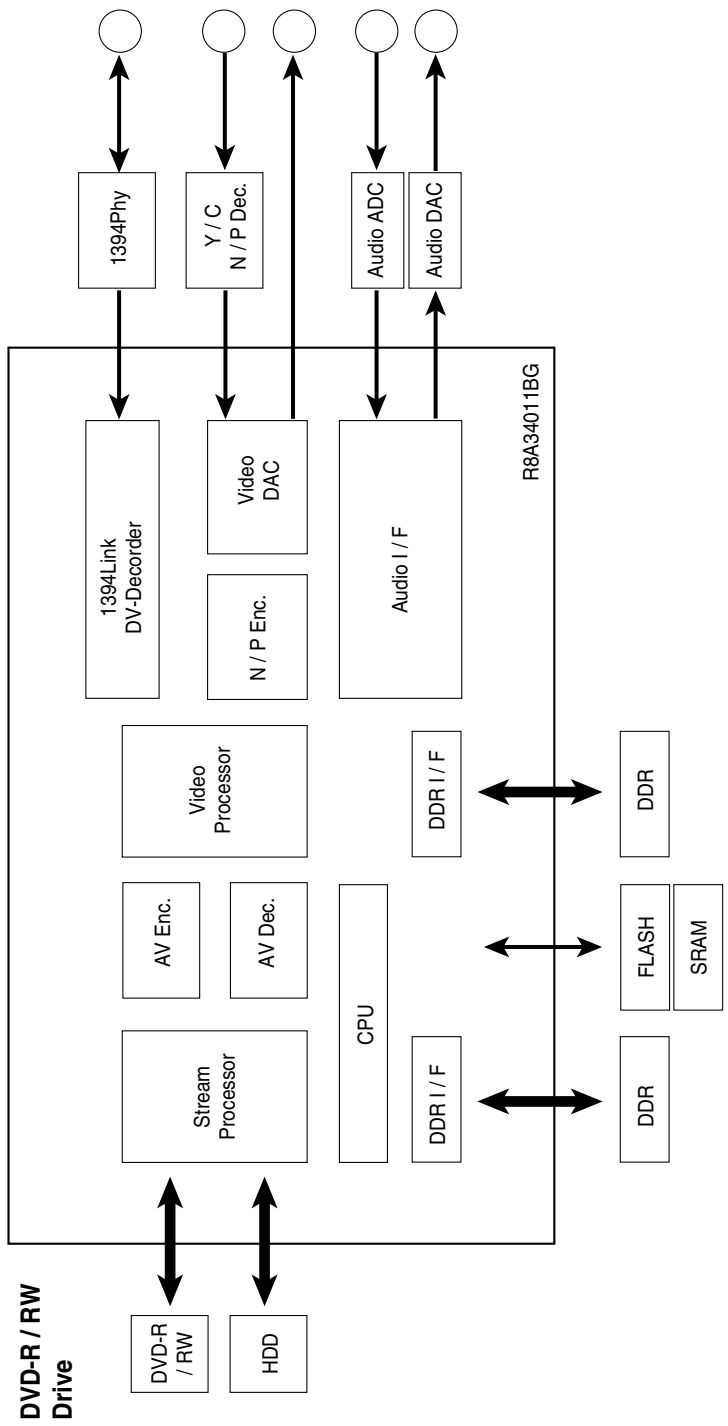 DVD-R / RW
Drive
DVD-R
/ RW
HDD
Stream
Processor
AV Enc.
AV Dec.
Video
Processor
1394Link
DV-Decorder
N / P Enc.
Video
DAC
CPU
Audio I / F
DDR I / F
DDR I / F
R8A34011BG
1394Phy
Y / C
N / P Dec.
Audio ADC
Audio DAC
DDR
FLASH
SRAM
DDR